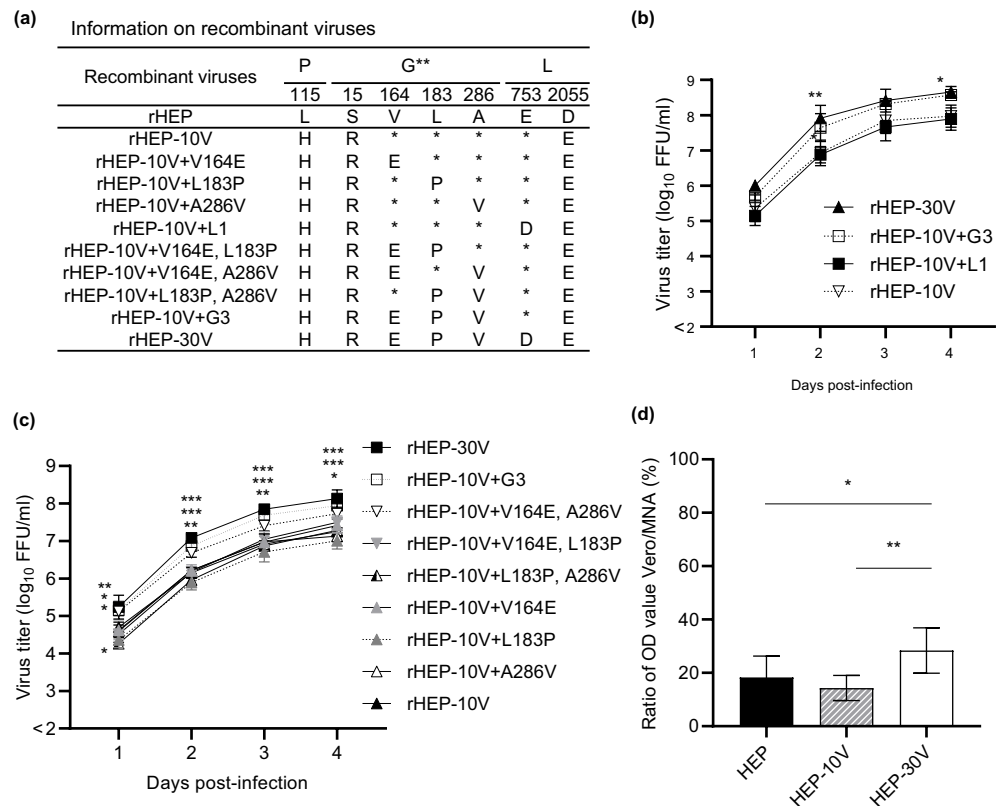 (a)
Information on recombinant viruses
Recombinant viruses P G** L
115 15 164 183 286 753 2055
rHEP L S V L A E D
rHEP-10V H R * * * * E
rHEP-10V+V164E H R E * * * E
rHEP-10V+L183P H R * P * * E
rHEP-10V+A286V H R * * V * E
rHEP-10V+L1 H R * * * D E
rHEP-10V+V164E, L183P H R E P * * E
rHEP-10V+V164E, A286V H R E * V * E
rHEP-10V+L183P, A286V H R * P V * E
rHEP-10V+G3 H R E P V * E
rHEP-30V H R E P V D E
(b)
Virus titer (log10 FFU/ml)
9
8
7
6
5
4
3
<2
**
*
*
rHEP-30V
rHEP-10V+G3
rHEP-10V+L1
rHEP-10V
1 2 3 4
Days post-infection
(c)
Virus titer (log10 FFU/ml)
9
8
7
6
5
4
3
<2
**
*
*
*
***
***
**
***
***
**
***
***
*
1 2 3 4
Days post-infection
rHEP-30V
rHEP-10V+G3
rHEP-10V+V164E, A286V
rHEP-10V+V164E, L183P
rHEP-10V+L183P, A286V
rHEP-10V+V164E
rHEP-10V+L183P
rHEP-10V+A286V
rHEP-10V
(d)
Ratio of OD value Vero/MNA (%)
100
80
60
40
20
0
*
**
HEP
HEP-10V
HEP-30V